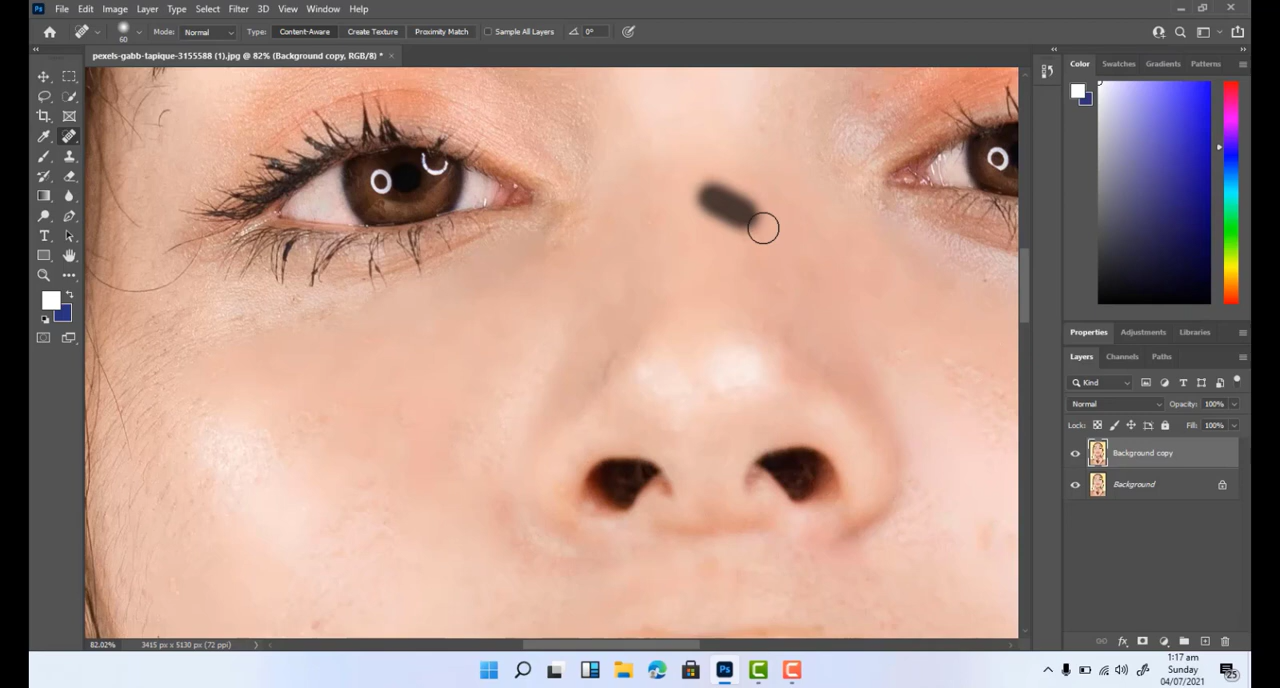 Ps File Edit Image Layer Type Select Filter 3D View Window Help
60 Mode: Normal Type: Content-Aware Create Texture Proximity Match Sample All Layers 0°
pexels-gabb-tapique-3155588 (1).jpg @ 82% (Background copy, RGB/8) * ×
Color Swatches Gradients Patterns
Properties Adjustments Libraries
Layers Channels Paths
Kind
Normal Opacity: 100%
Lock: Fill: 100%
Background copy
Background
82.02% 3415 px x 5130 px (72 ppi)
1:17 am
Sunday
04/07/2021
25